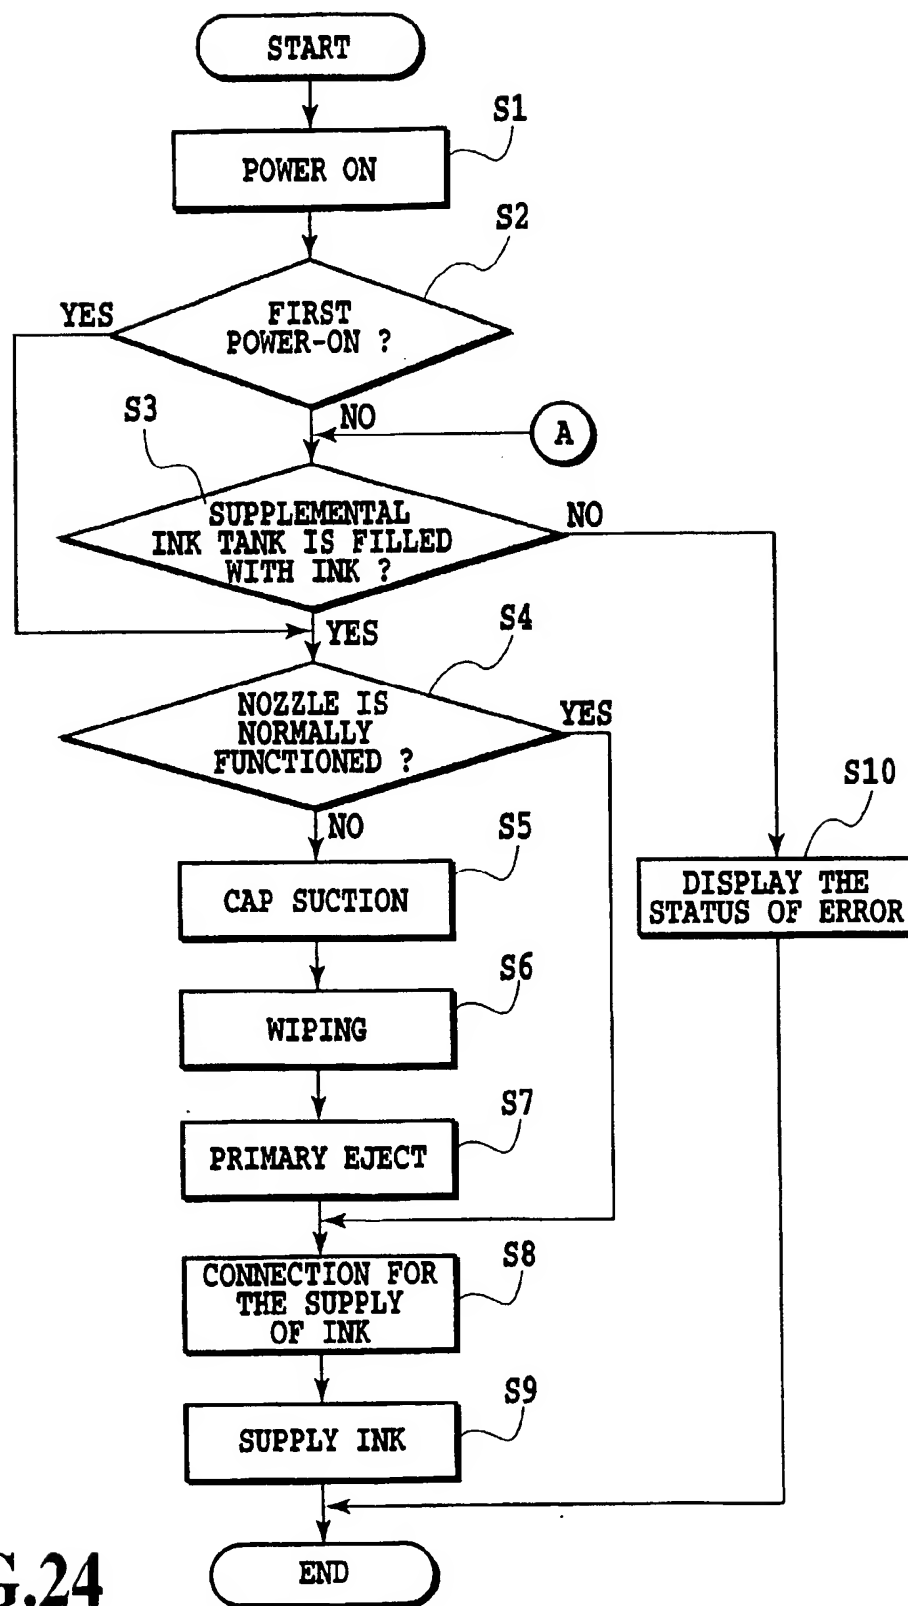 START
S1
POWER ON
S2
YES
FIRST
POWER-ON ?
S3
NO
A
SUPPLEMENTAL
INK TANK IS FILLED
WITH INK ?
NO
YES
S4
NOZZLE IS
NORMALLY
FUNCTIONED ?
YES
S10
NO
S5
CAP SUCTION
DISPLAY THE
STATUS OF ERROR
S6
WIPING
S7
PRIMARY EJECT
S8
CONNECTION FOR
THE SUPPLY
OF INK
S9
SUPPLY INK
END
G.24